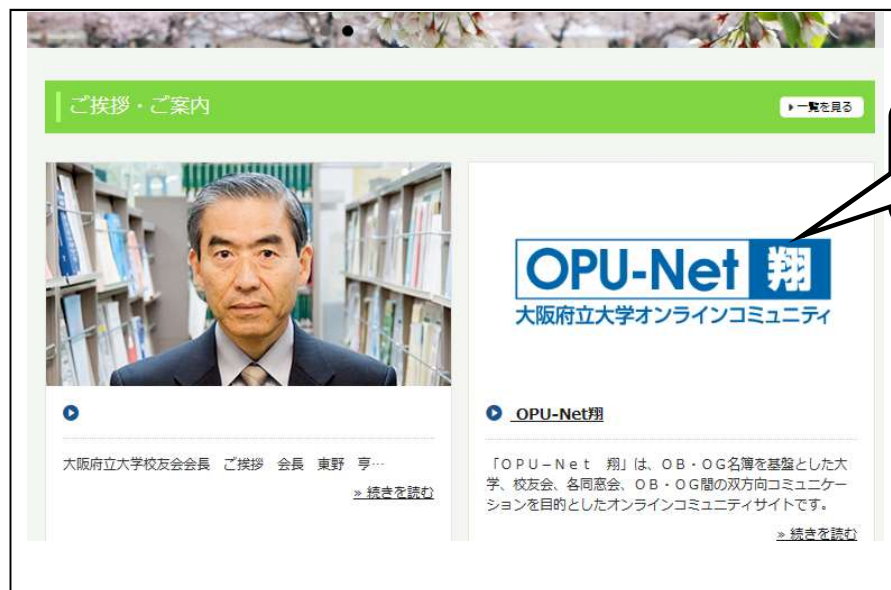 ご挨拶・ご案内
一覧を見る
大阪府立大学校友会会長 ご挨拶 会長 東野 亨…
» 続きを読む
OPU-Net 翔
大阪府立大学オンラインコミュニティ
OPU-Net翔
「OPU-Net 翔」は、OB・OG名簿を基盤とした大
学、校友会、各同窓会、OB・OG間の双方向コミュニケー
ションを目的としたオンラインコミュニティサイトです。
» 続きを読む